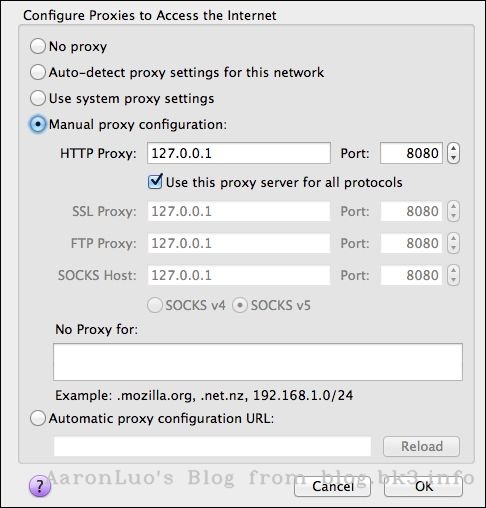 Configure Proxies to Access the Internet
No proxy
Auto-detect proxy settings for this network
Use system proxy settings
Manual proxy configuration:
HTTP Proxy: 127.0.0.1 Port: 8080
Use this proxy server for all protocols
SSL Proxy: 127.0.0.1 Port: 8080
FTP Proxy: 127.0.0.1 Port: 8080
SOCKS Host: 127.0.0.1 Port: 8080
SOCKS v4 SOCKS v5
No Proxy for:
Example: .mozilla.org, .net.nz, 192.168.1.0/24
Automatic proxy configuration URL:
Reload
AaronLuo's Blog from blog.bk3.info
? Cancel OK